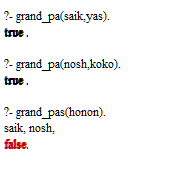 ?- grand_pa(saik,yas).
true .
?- grand_pa(nosh,koko).
true .
?- grand_pas(honon).
saik, nosh,
false.